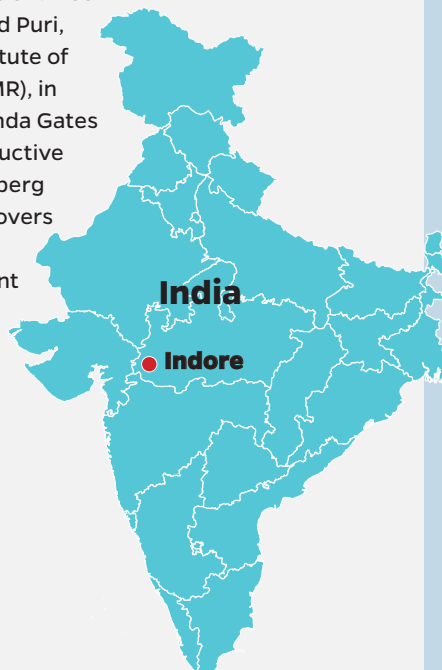 d Puri,
tute of
MR), in
nda Gates
uctive
berg
overs
nt
India
Indore